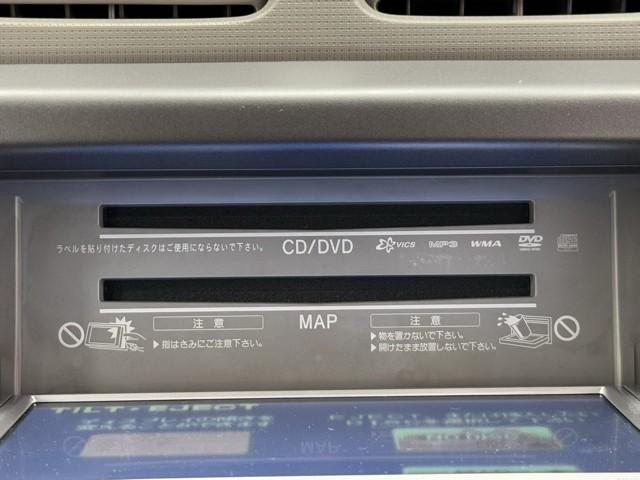 ラベルを貼り付けたディスクはご使用にならないで下さい。 CD/DVD VICS MP3 WMA DVD
注意 MAP 注意
▶指はさみにご注意下さい。
▶物を置かないで下さい。
▶開けたまま放置しないで下さい。
TILT・EJECT
MAP